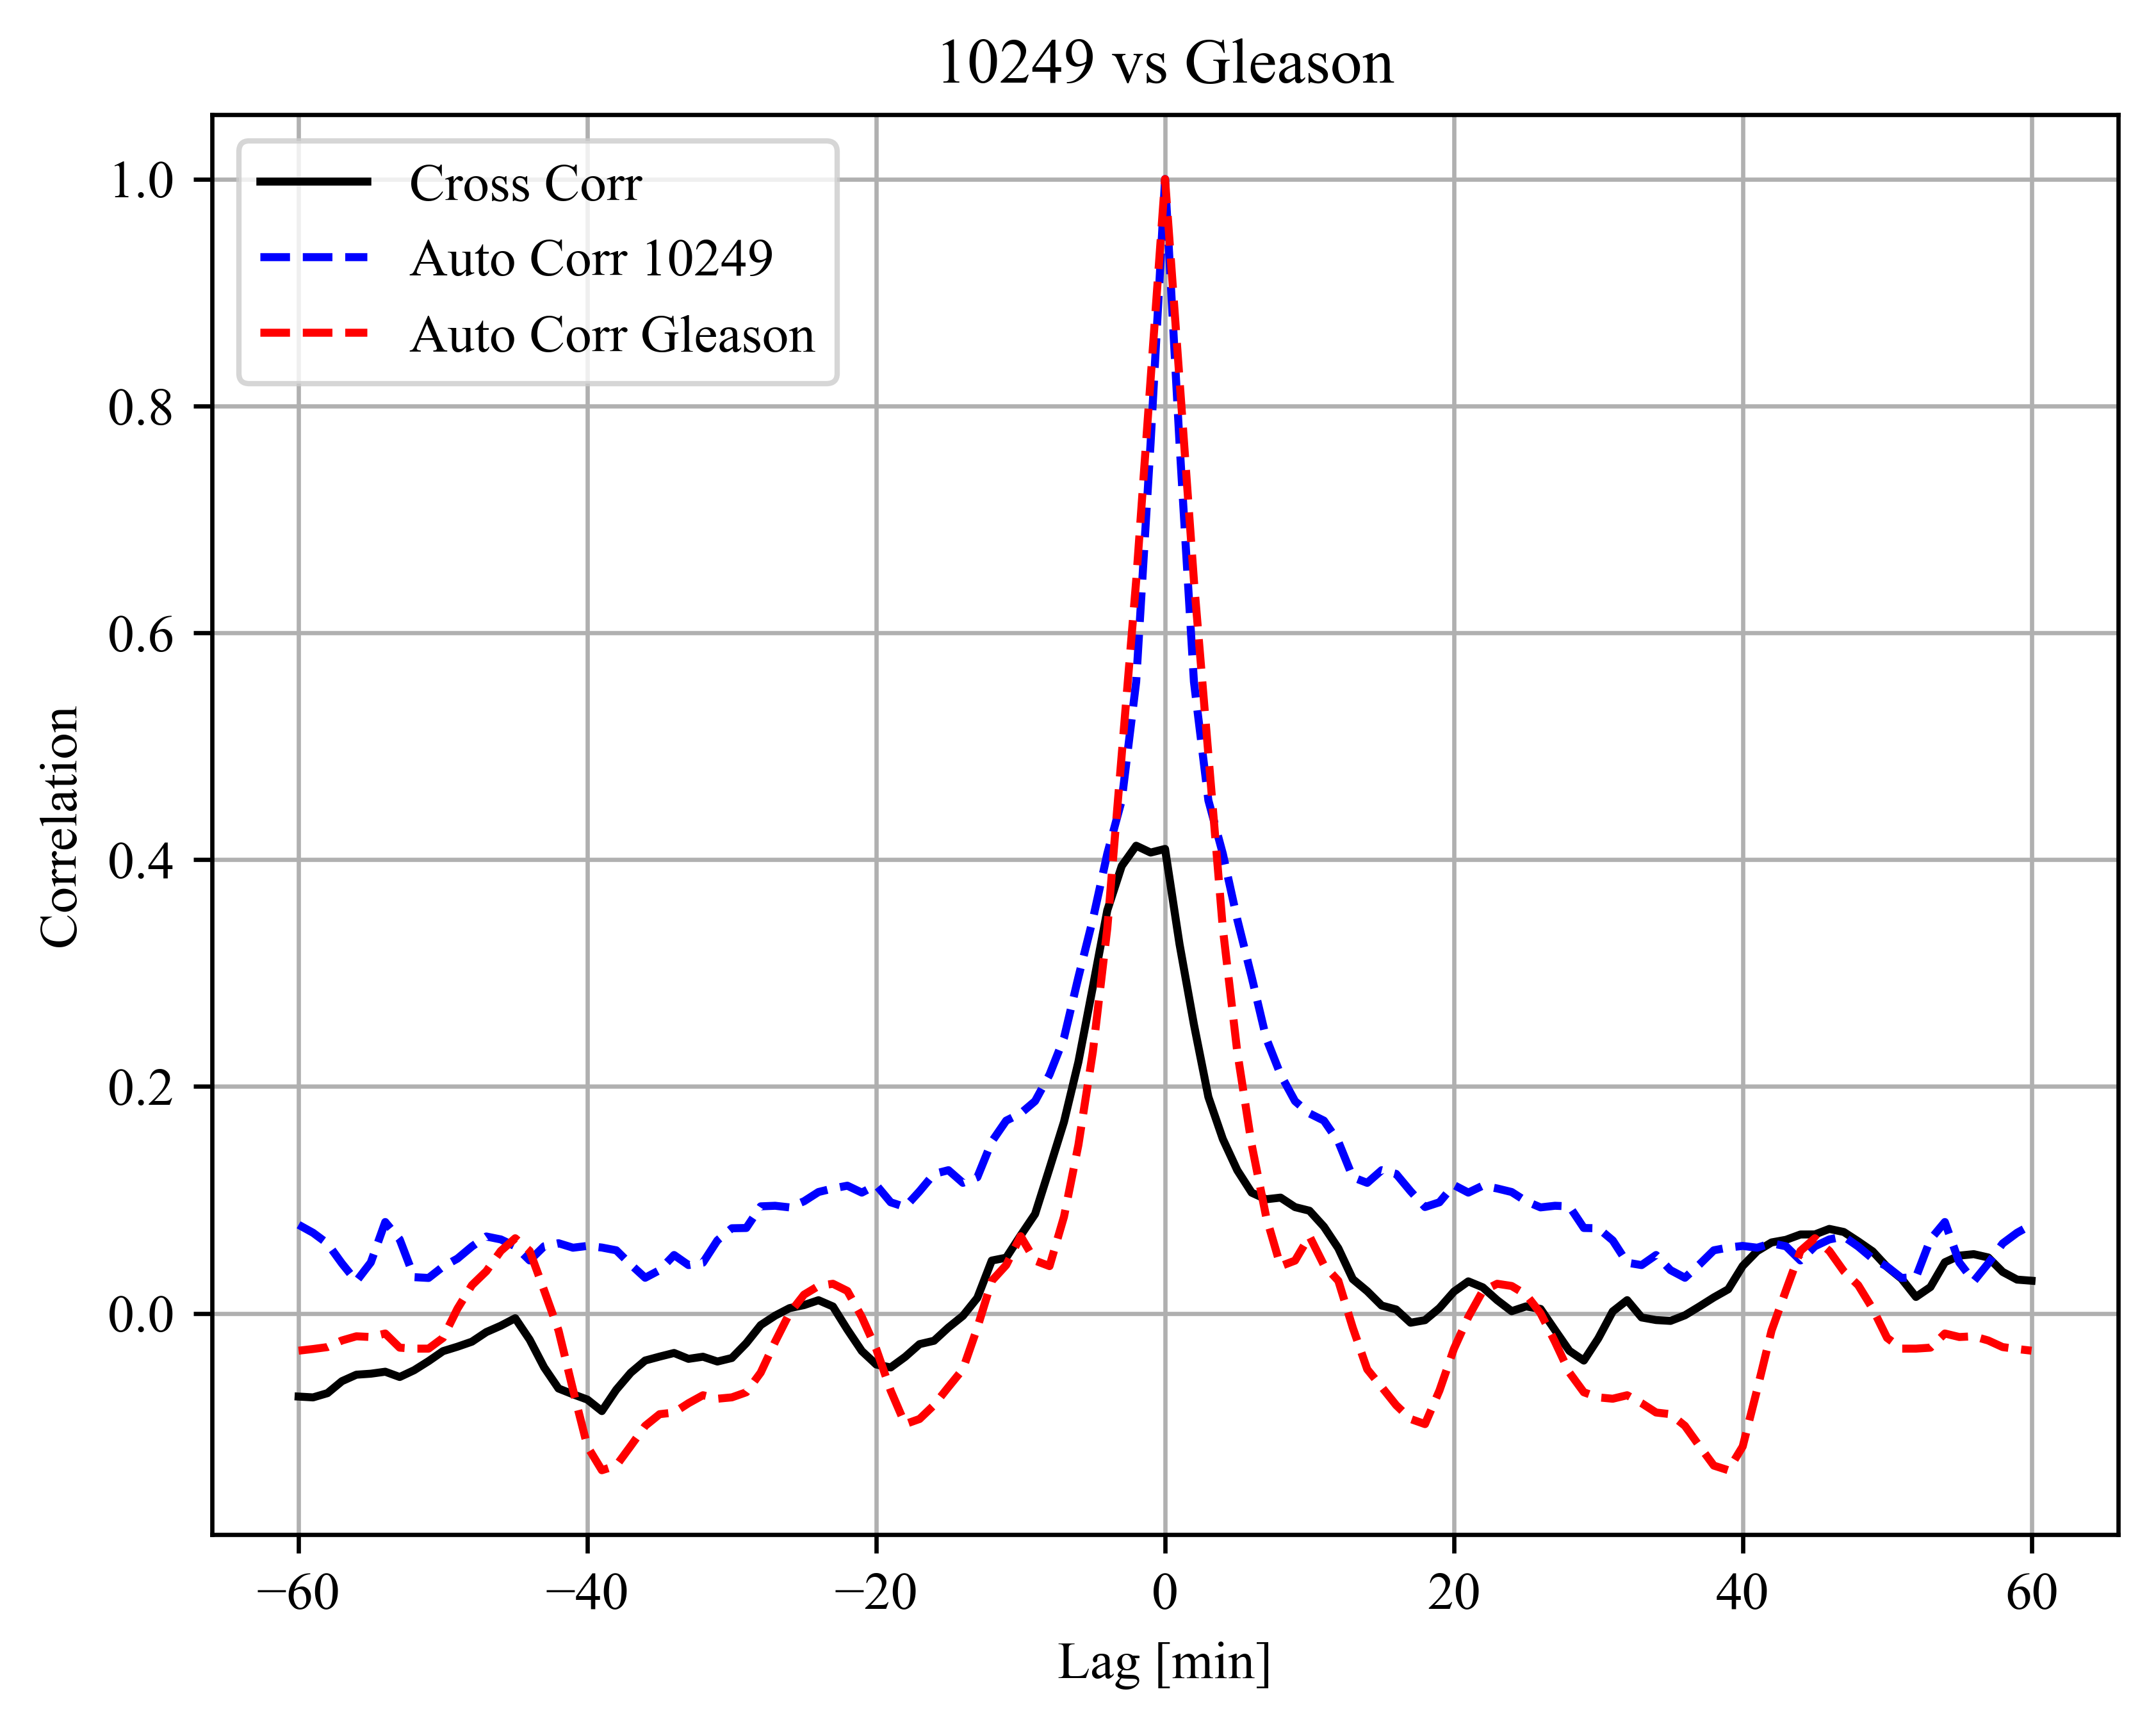 10249 vs Gleason
Cross Corr
Auto Corr 10249
Auto Corr Gleason
1.0
0.8
0.6
0.4
0.2
0.0
Correlation
−60
−40
−20
0
20
40
60
Lag [min]